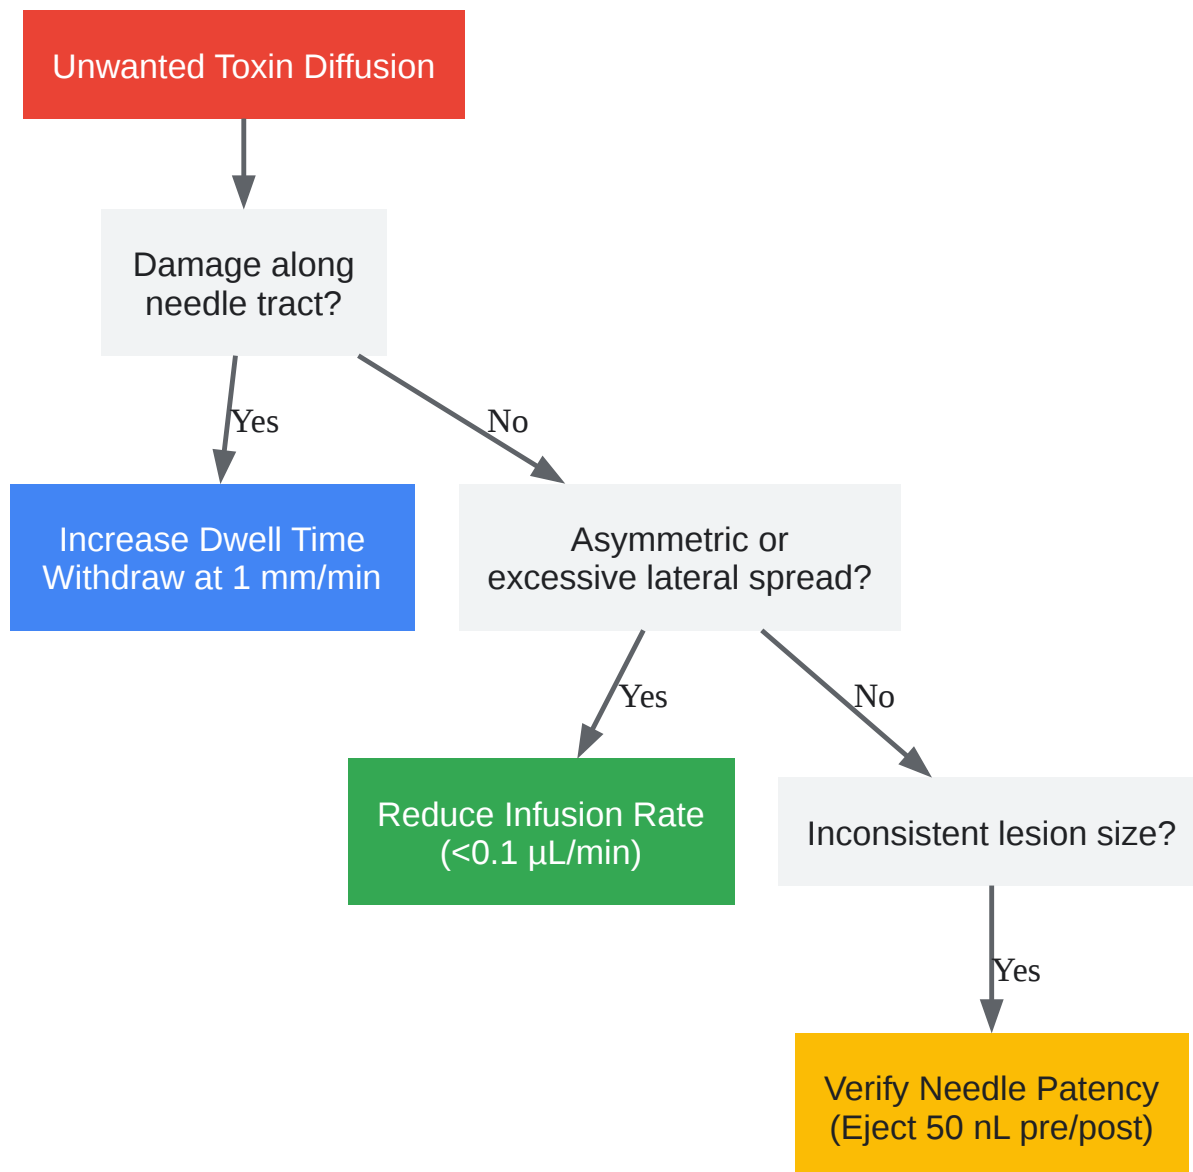 Unwanted Toxin Diffusion
Damage along
needle tract?
Yes
No
Increase Dwell Time
Withdraw at 1 mm/min
Asymmetric or
excessive lateral spread?
Yes
No
Reduce Infusion Rate
(<0.1 µL/min)
Inconsistent lesion size?
Yes
Verify Needle Patency
(Eject 50 nL pre/post)